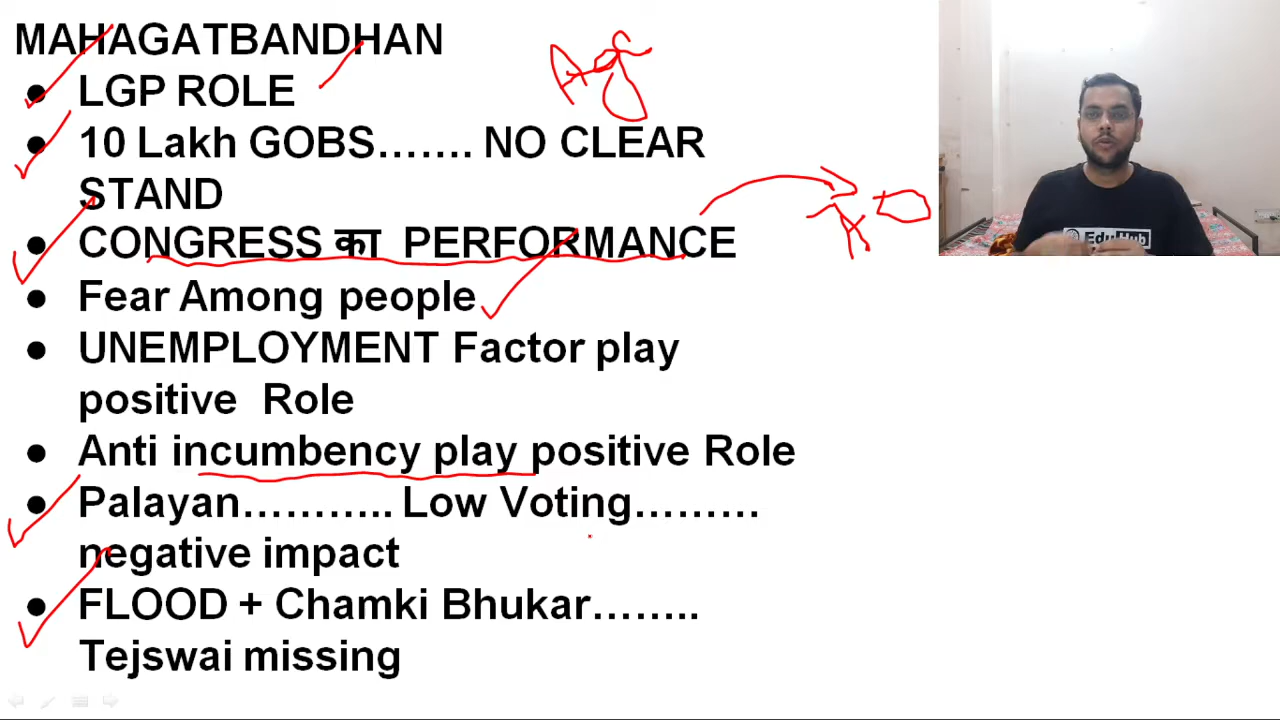 MAHAGATBANDHAN
● LGP ROLE
● 10 Lakh GOBS……. NO CLEAR
STAND
● CONGRESS का PERFORMANCE
● Fear Among people
● UNEMPLOYMENT Factor play
positive Role
● Anti incumbency play positive Role
● Palayan……….. Low Voting………
negative impact
● FLOOD + Chamki Bhukar……..
Tejswai missing
EduHub